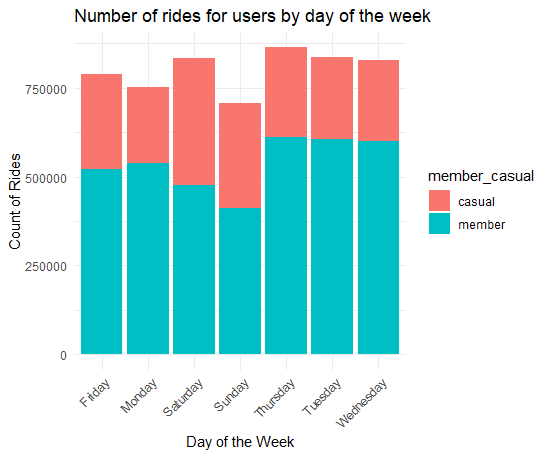 Number of rides for users by day of the week
Count of Rides
750000
500000
250000
0
Friday
Monday
Saturday
Sunday
Thursday
Tuesday
Wednesday
Day of the Week
member_casual
casual
member